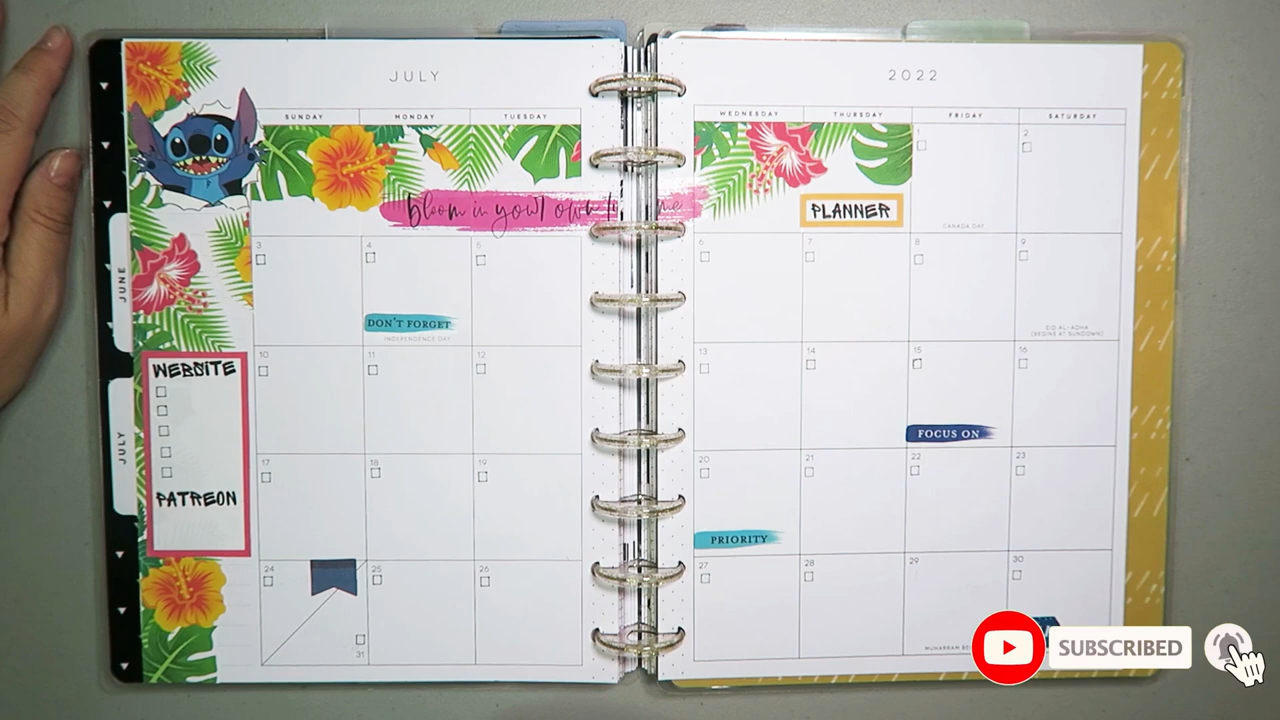 JULY
2022
SUNDAY MONDAY TUESDAY WEDNESDAY THURSDAY FRIDAY SATURDAY
1 2
bloom in your own
PLANNER
CANADA DAY
JUNE
3 4 5 6 7 8 9
DON'T FORGET
INDEPENDENCE DAY
EID AL-ADHA
(BEGINS AT SUNDOWN)
WEBSITE
10 11 12 13 14 15 16
JULY
FOCUS ON
17 18 19 20 21 22 23
PATREON
PRIORITY
24 25 26 27 28 29 30
31
MUHARRAM
SUBSCRIBED